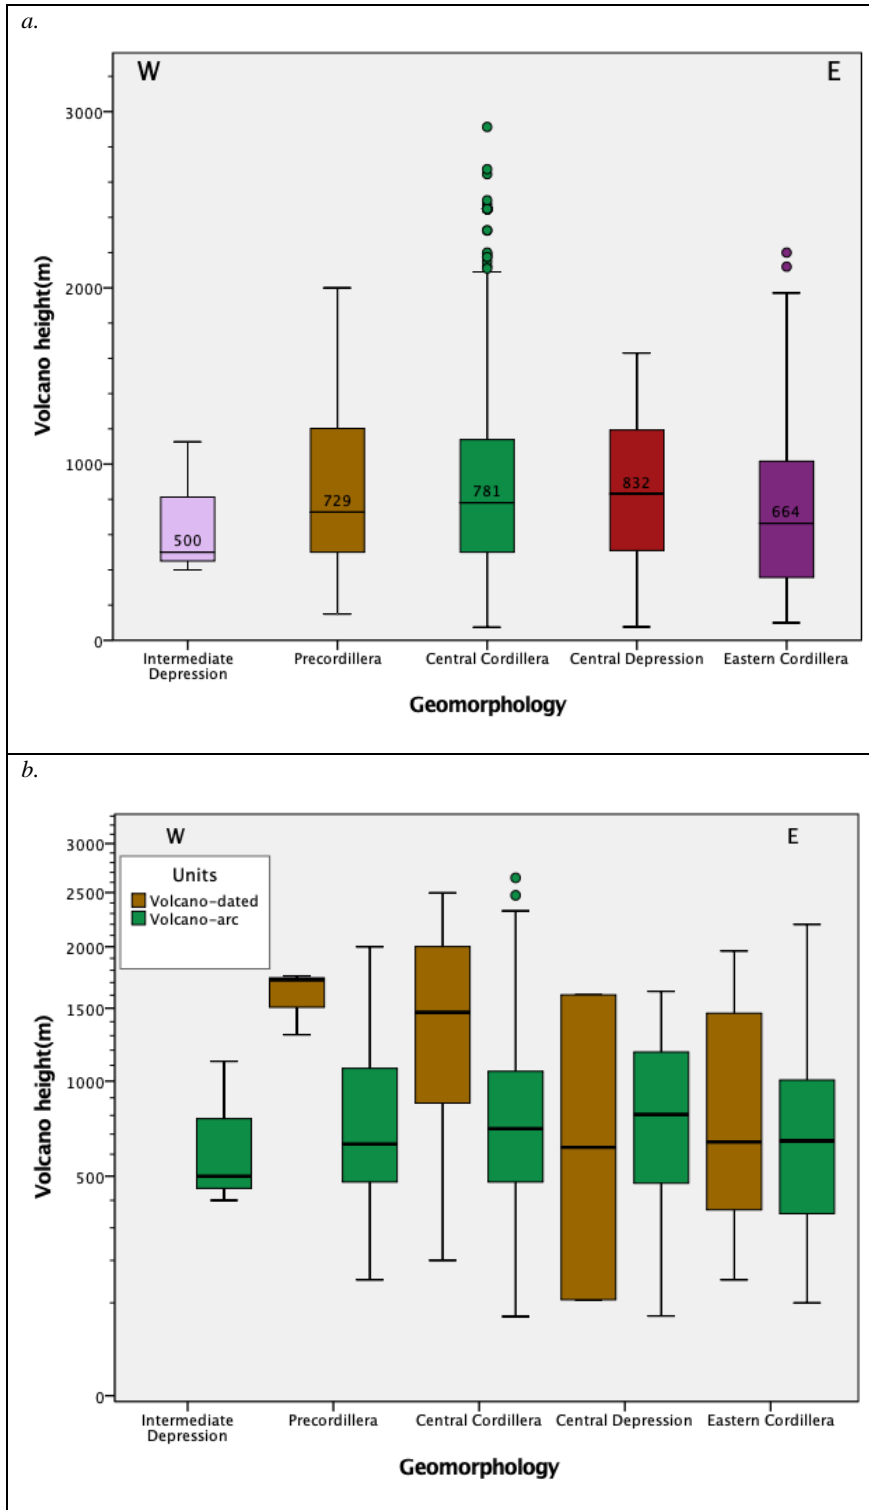 a.
W
E
3000
2000
1000
0
Volcano height(m)
500
729
781
832
664
Intermediate
Depression
Precordillera
Central Cordillera
Central Depression
Eastern Cordillera
Geomorphology
b.
W
E
Units
Volcano-dated
Volcano-arc
3000
2500
2000
1500
1000
500
0
Volcano height(m)
Intermediate
Depression
Precordillera
Central Cordillera
Central Depression
Eastern Cordillera
Geomorphology